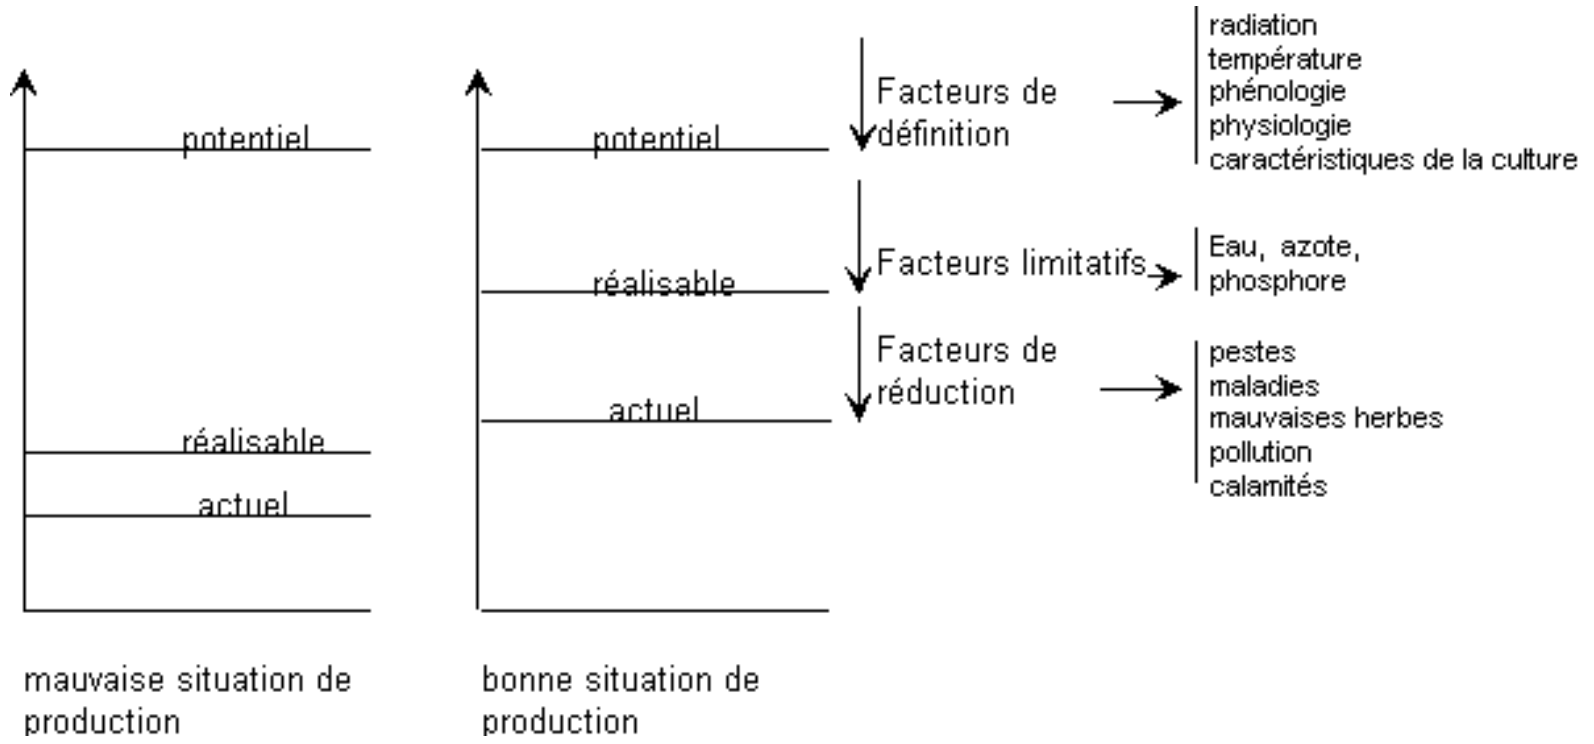 potentiel
réalisable
actuel
mauvaise situation de
production
potentiel
réalisable
actuel
bonne situation de
production
Facteurs de
définition
radiation
température
phénologie
physiologie
caractéristiques de la culture
Facteurs limitatifs
Eau, azote,
phosphore
Facteurs de
réduction
pestes
maladies
mauvaises herbes
pollution
calamités